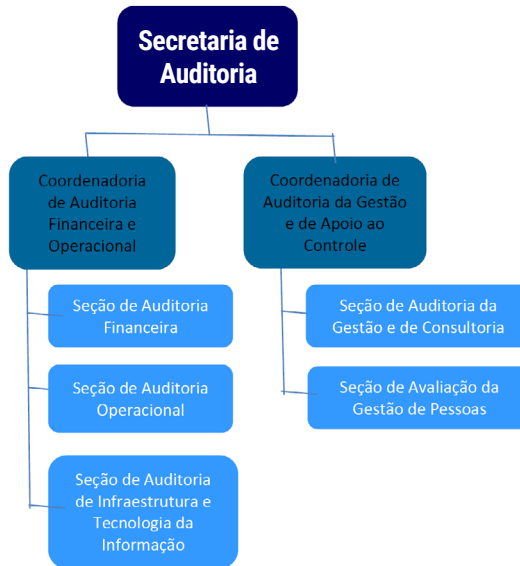 Secretaria de
Auditoria
Coordenadoria
de Auditoria
Financeira e
Operacional
Coordenadoria de
Auditoria da Gestão
e de Apoio ao
Controle
Seção de Auditoria
Financeira
Seção de Auditoria
Operacional
Seção de Auditoria
de Infraestrutura e
Tecnologia da
Informação
Seção de Auditoria da
Gestão e de Consultoria
Seção de Avaliação da
Gestão de Pessoas